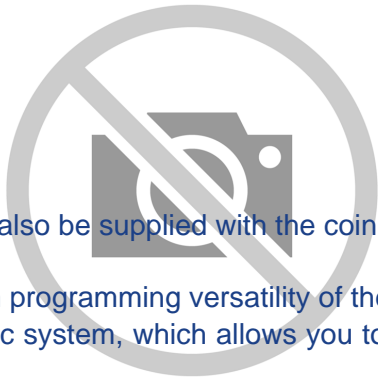 also be supplied with the coin
programming versatility of the
c system, which allows you to